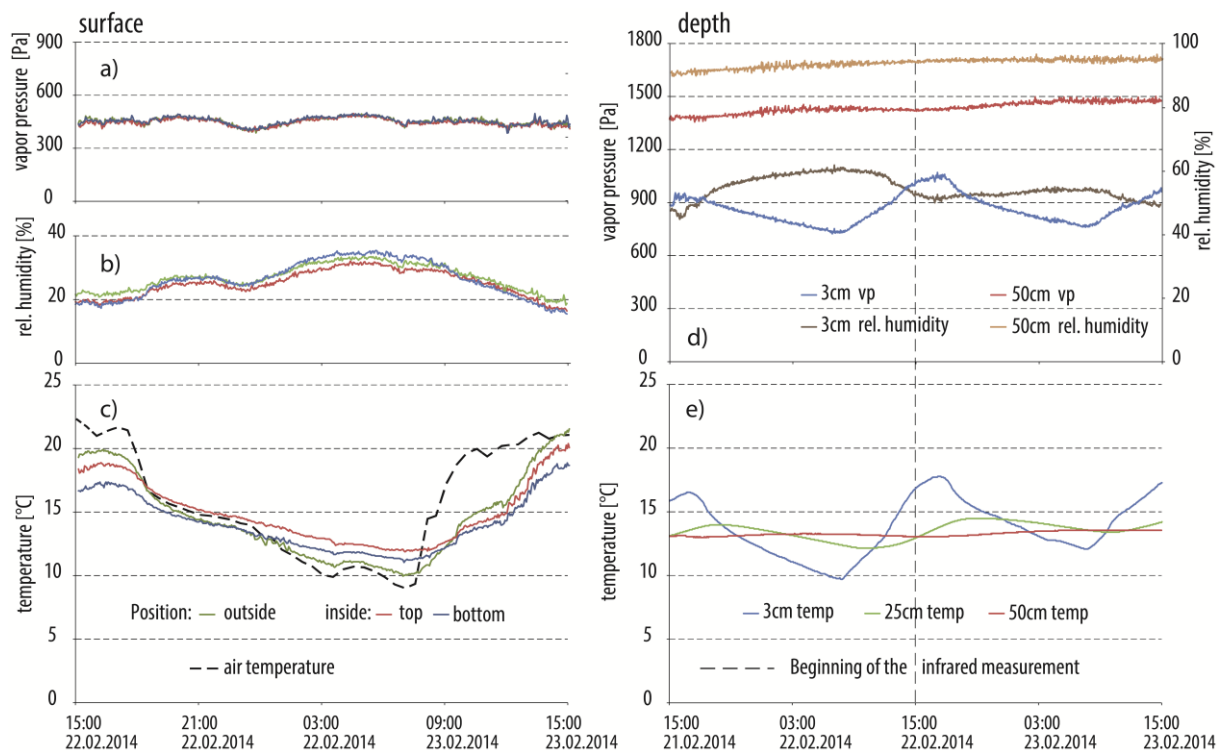 surface
900
600
300
0
vapor pressure [Pa]
a)
40
20
0
rel. humidity [%]
b)
25
20
15
10
5
0
temperature [°C]
c)
Position: outside inside: top bottom
air temperature
15:00 21:00 03:00 09:00 15:00
22.02.2014 22.02.2014 22.02.2014 23.02.2014 23.02.2014
depth
1800
1500
1200
900
600
300
0
vapor pressure [Pa]
100
80
60
40
20
0
rel. humidity [%]
3cm vp 50cm vp
3cm rel. humidity 50cm rel. humidity
d)
25
20
15
10
5
0
temperature [°C]
e)
3cm temp 25cm temp 50cm temp
Beginning of the infrared measurement
15:00 03:00 15:00 03:00 15:00
21.02.2014 22.02.2014 22.02.2014 23.02.2014 23.02.2014